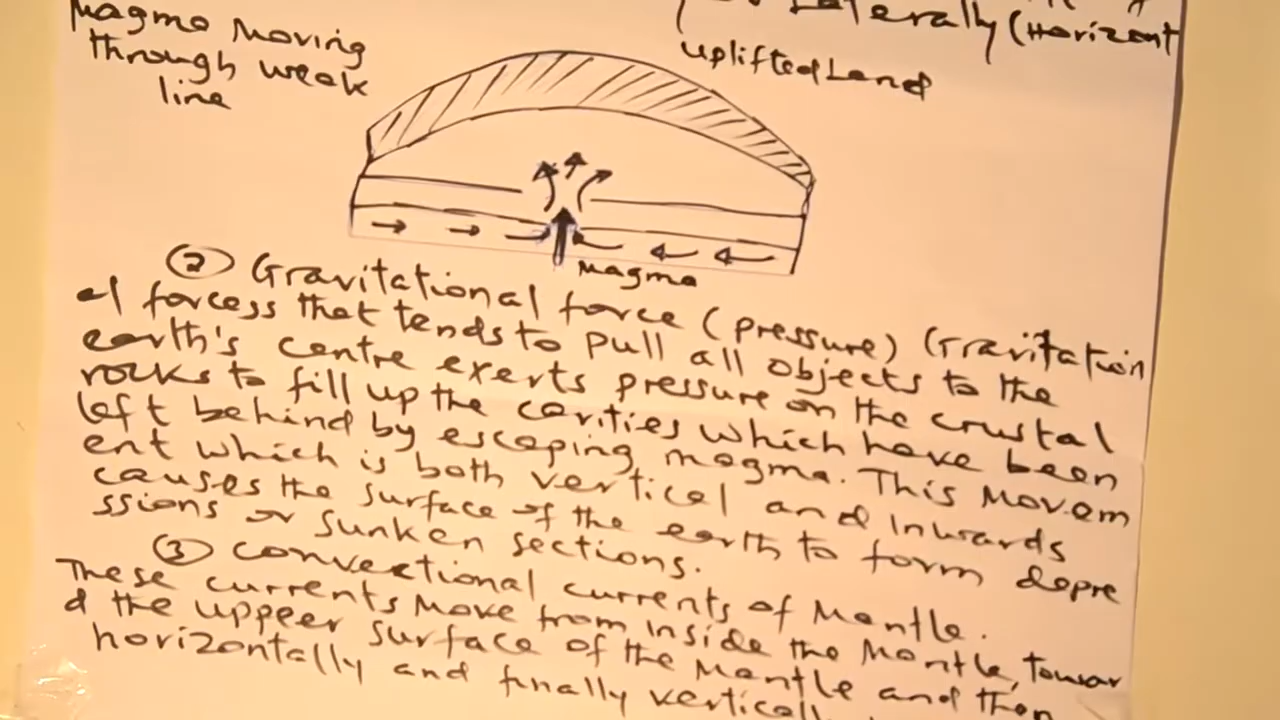 Laterally (Horizont
Magma Moving
through weak
line
uplifted Land
Magma
② Gravitational force (pressure) Gravitation
al forcess that tends to pull all objects to the
earth's centre exerts pressure on the crustal
rocks to fill up the cavities which have been
left behind by escaping magma. This Movem
ent which is both vertical and Inwards
causes the surface of the earth to form depre
ssions or sunken sections.
③ Convectional currents of Mantle.
These currents Move from inside the Mantle, towar
d the uppeer surface of the Mantle and then
horizontally and finally vertically